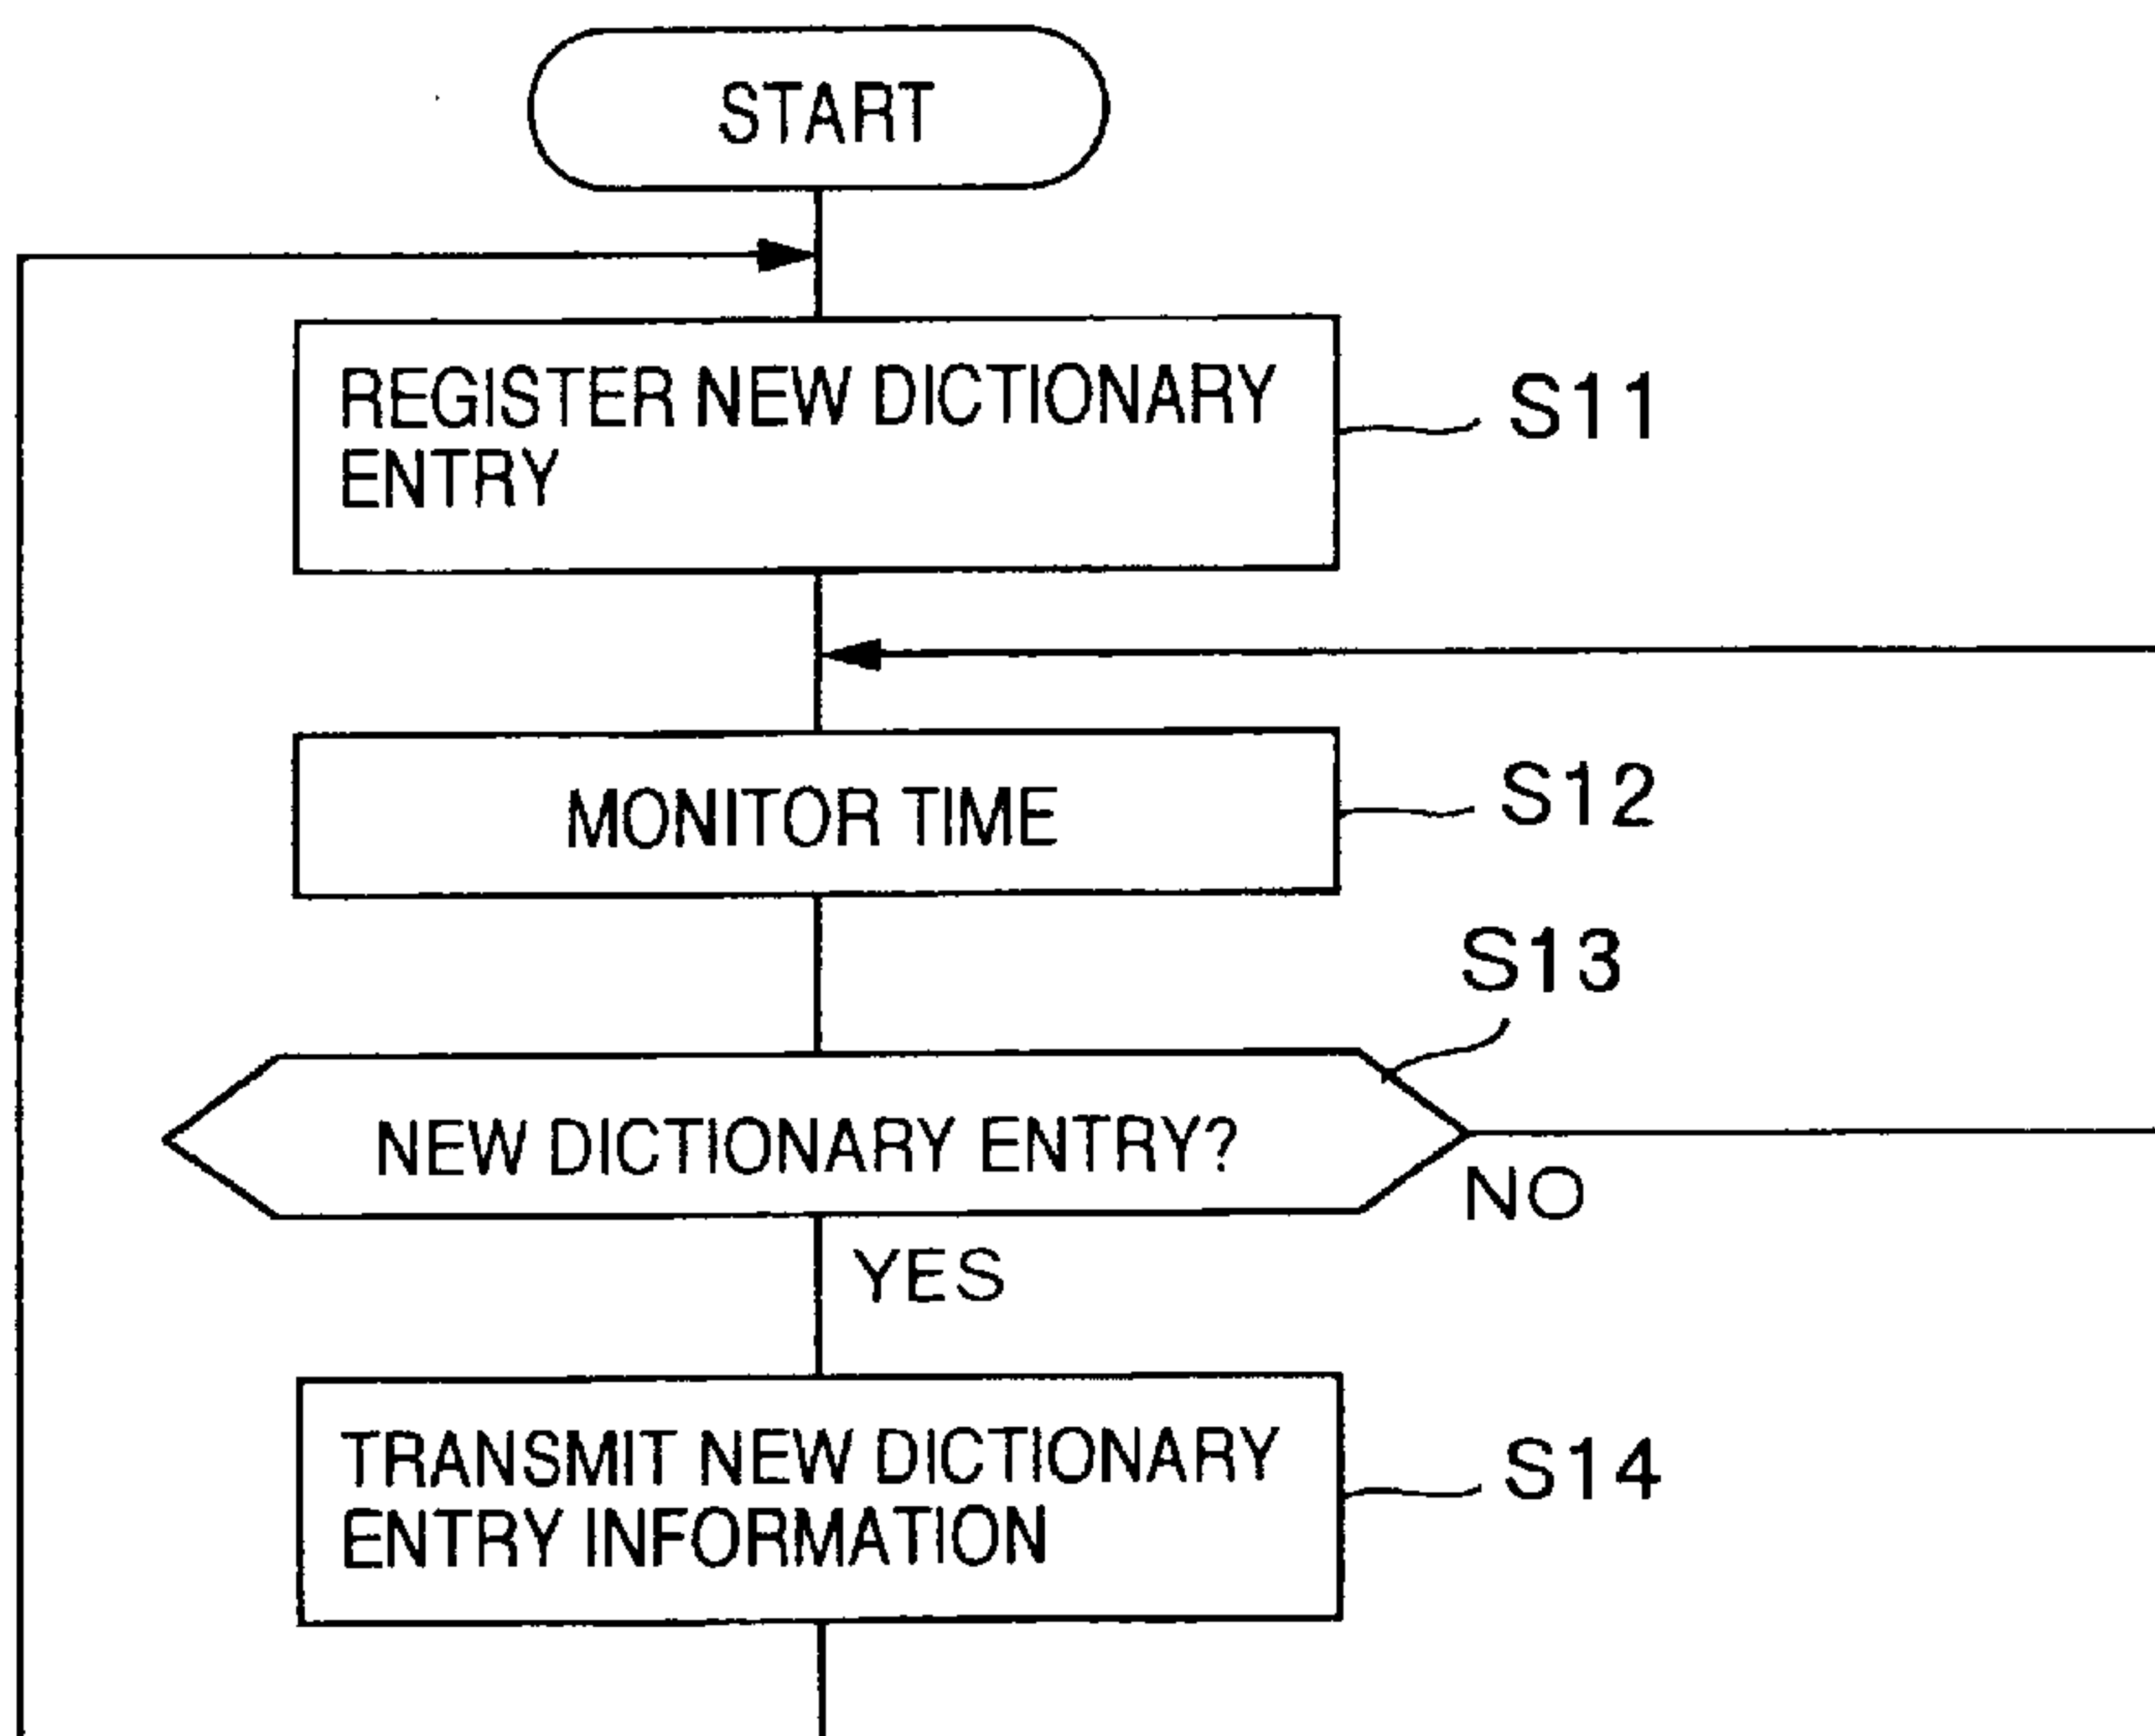 START
REGISTER NEW DICTIONARY
ENTRY
S11
MONITOR TIME
S12
S13
NEW DICTIONARY ENTRY?
NO
YES
TRANSMIT NEW DICTIONARY
ENTRY INFORMATION
S14